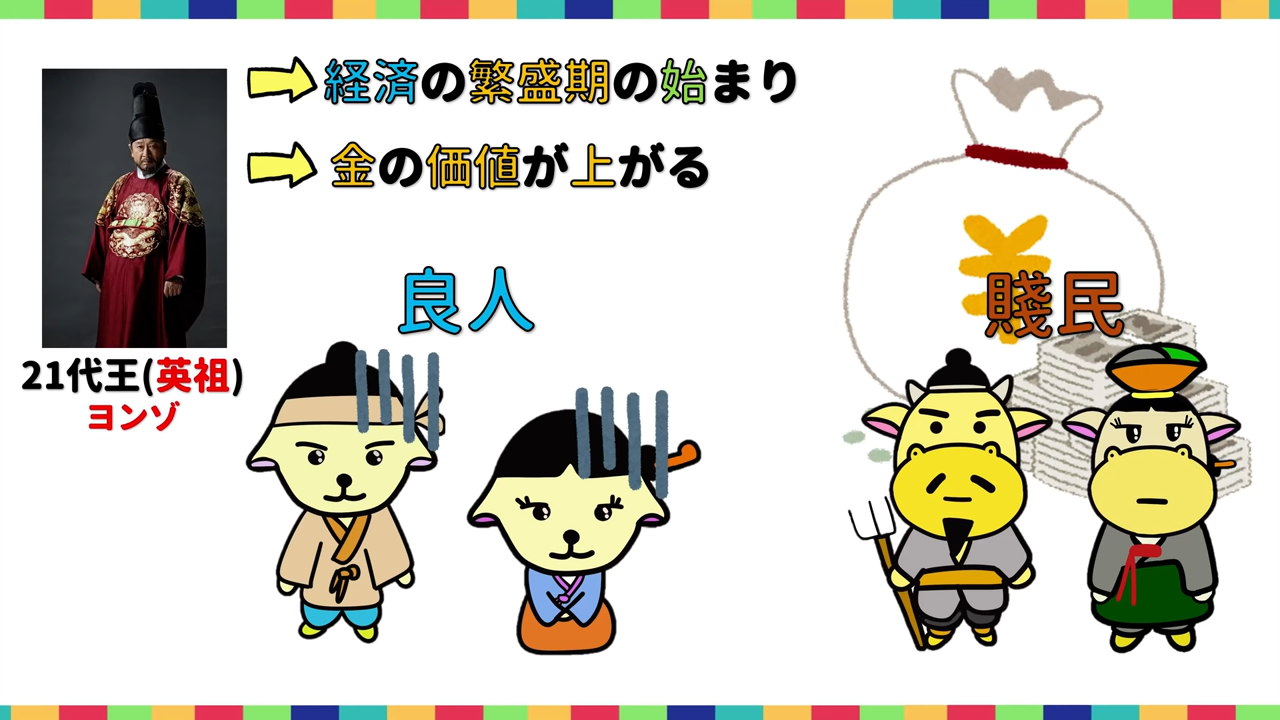 経済の繁盛期の始まり
金の価値が上がる
21代王(英祖)
ヨンゾ
良人
賤民
¥